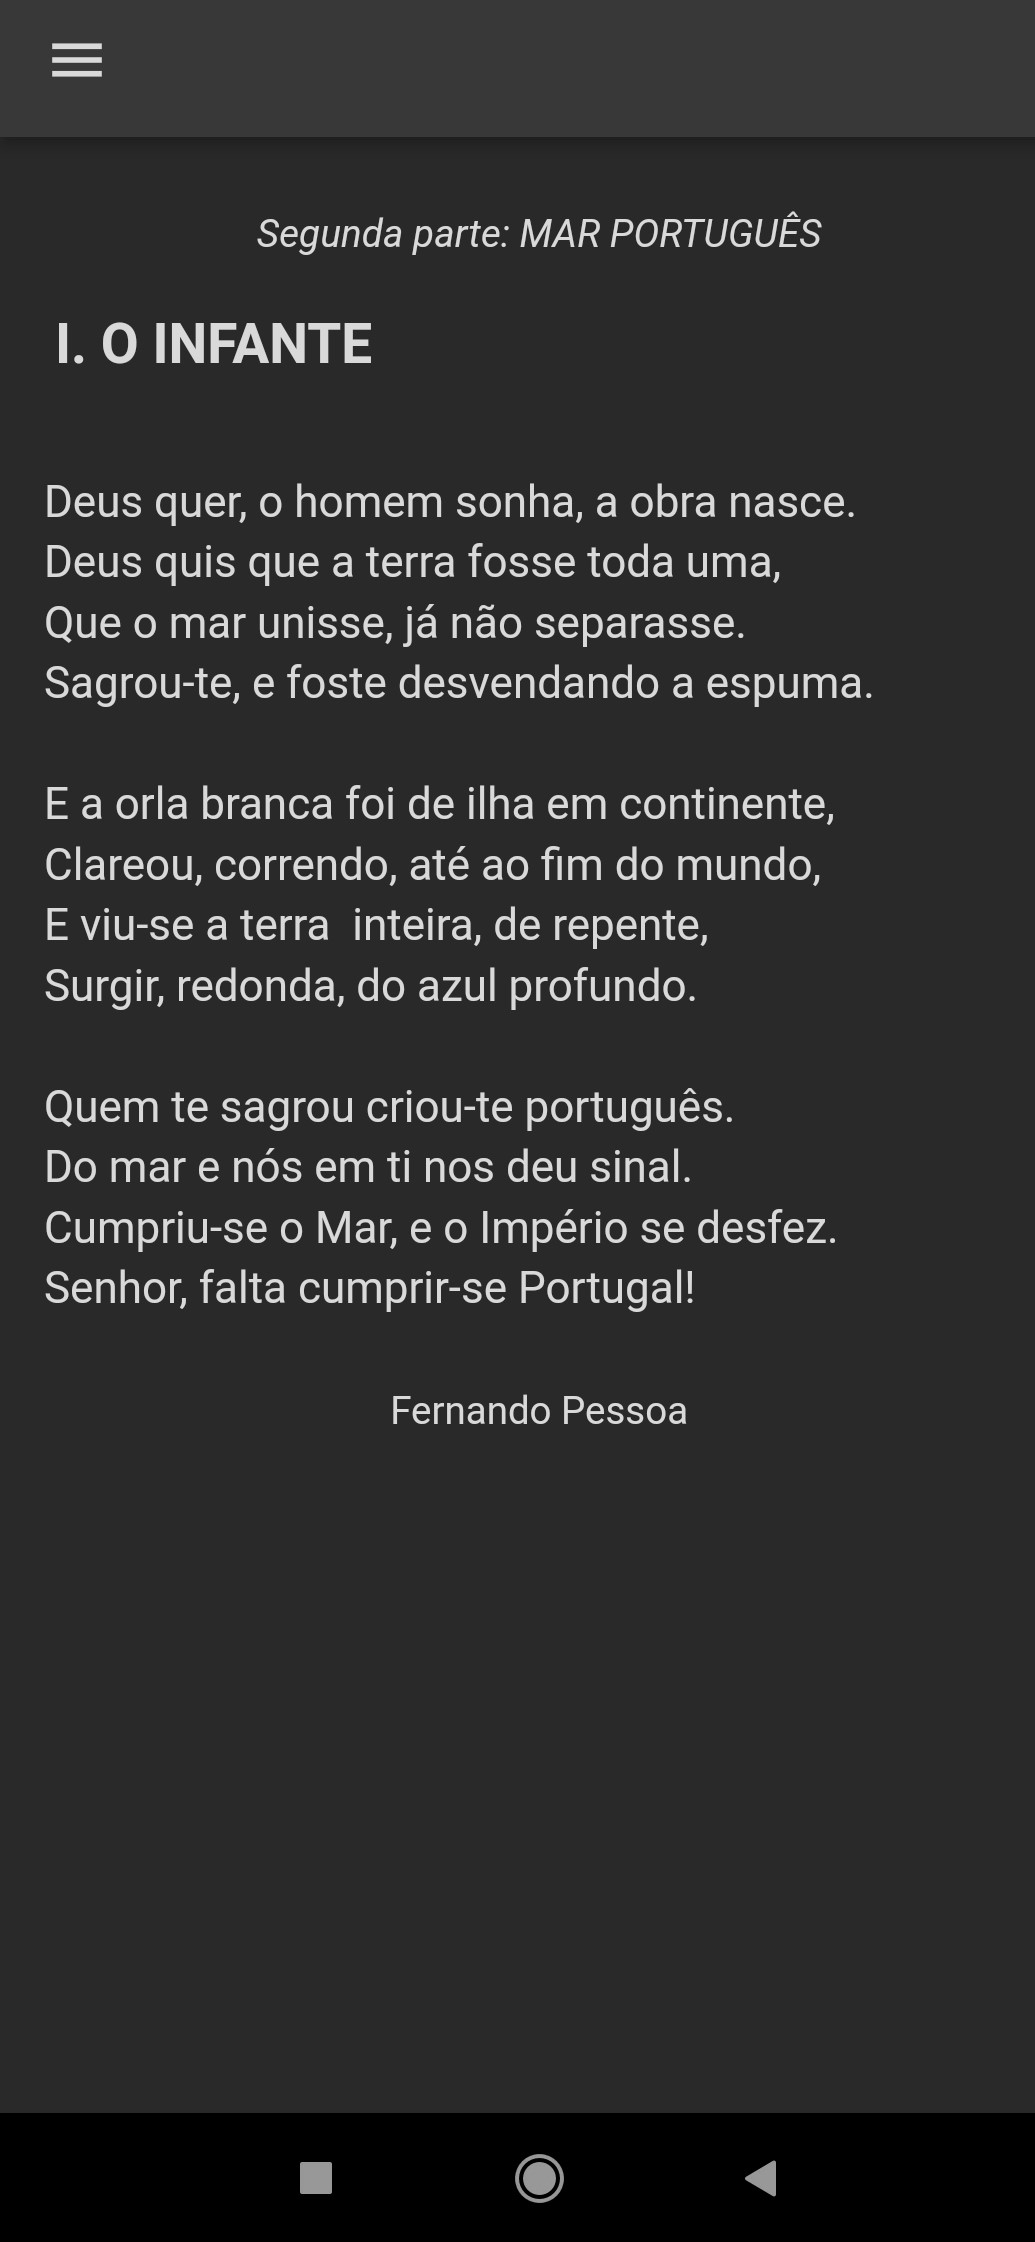 Segunda parte: MAR PORTUGUÊS
I. O INFANTE
Deus quer, o homem sonha, a obra nasce.
Deus quis que a terra fosse toda uma,
Que o mar unisse, já não separasse.
Sagrou-te, e foste desvendando a espuma.
E a orla branca foi de ilha em continente,
Clareou, correndo, até ao fim do mundo,
E viu-se a terra  inteira, de repente,
Surgir, redonda, do azul profundo.
Quem te sagrou criou-te português.
Do mar e nós em ti nos deu sinal.
Cumpriu-se o Mar, e o Império se desfez.
Senhor, falta cumprir-se Portugal!
Fernando Pessoa